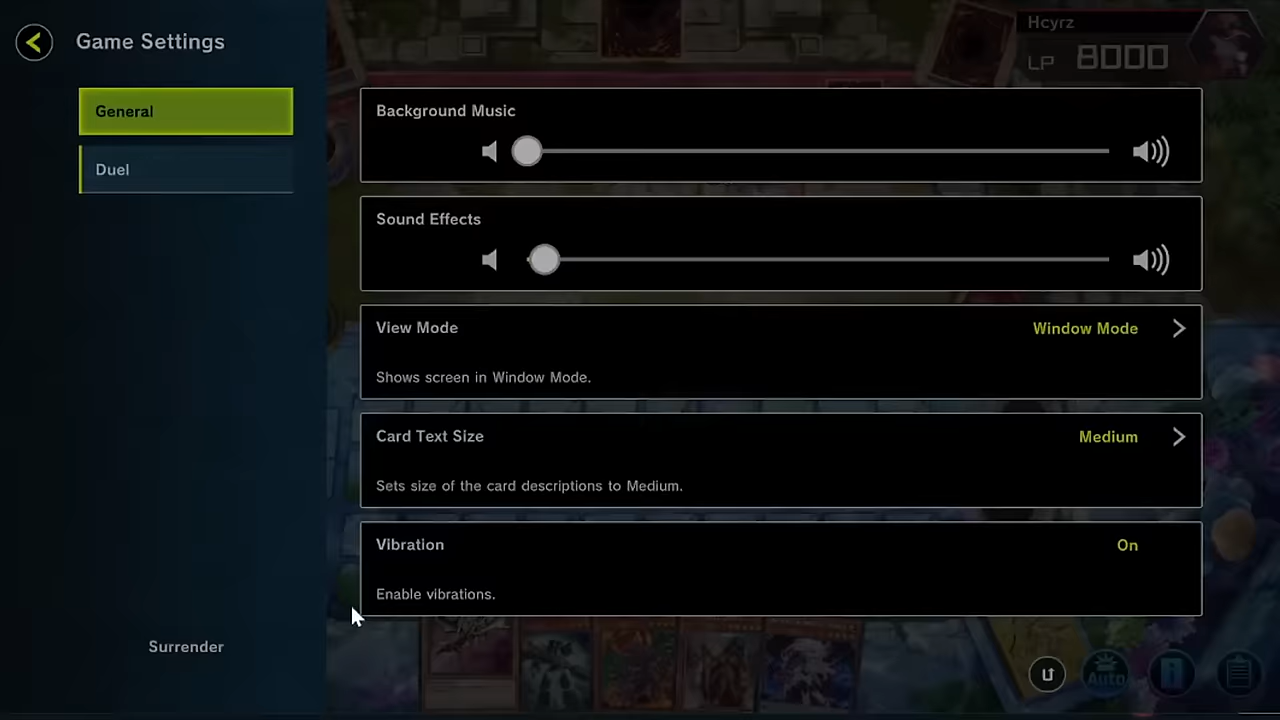 Game Settings
Hcyrz
LP 8000
General
Duel
Background Music
Sound Effects
View Mode
Window Mode
Shows screen in Window Mode.
Card Text Size
Medium
Sets size of the card descriptions to Medium.
Vibration
On
Enable vibrations.
Surrender
Auto